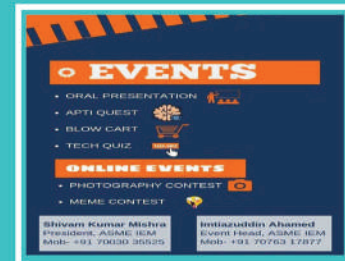 EVENTS
ORAL PRESENTATION
APTI QUEST
BLOW CART
TECH QUIZ
ONLINE EVENTS
PHOTOGRAPHY CONTEST
MEME CONTEST
Shivam Kumar Mishra
President, ASME IEM
Mob- +91 70030 35525
Imtiazuddin Ahamed
Event Head, ASME IEM
Mob- +91 70763 17877